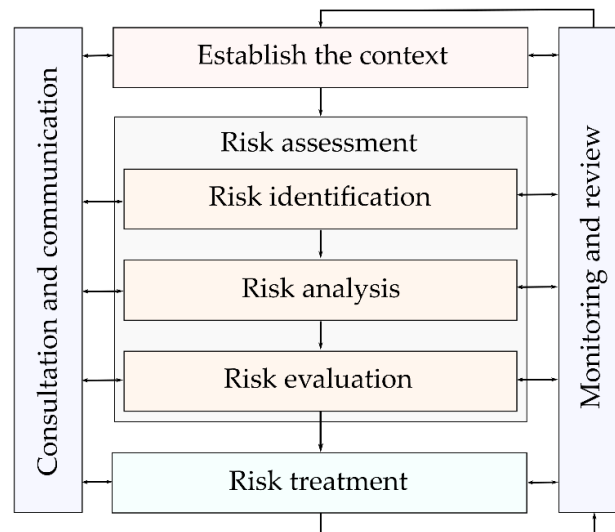 Establish the context
Risk assessment
Risk identification
Risk analysis
Risk evaluation
Risk treatment
Consultation and communication
Monitoring and review